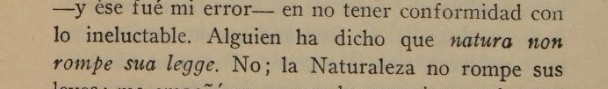 —y ése fué mi error— en no tener conformidad con
lo ineluctable. Alguien ha dicho que natura non
rompe sua legge. No; la Naturaleza no rompe sus